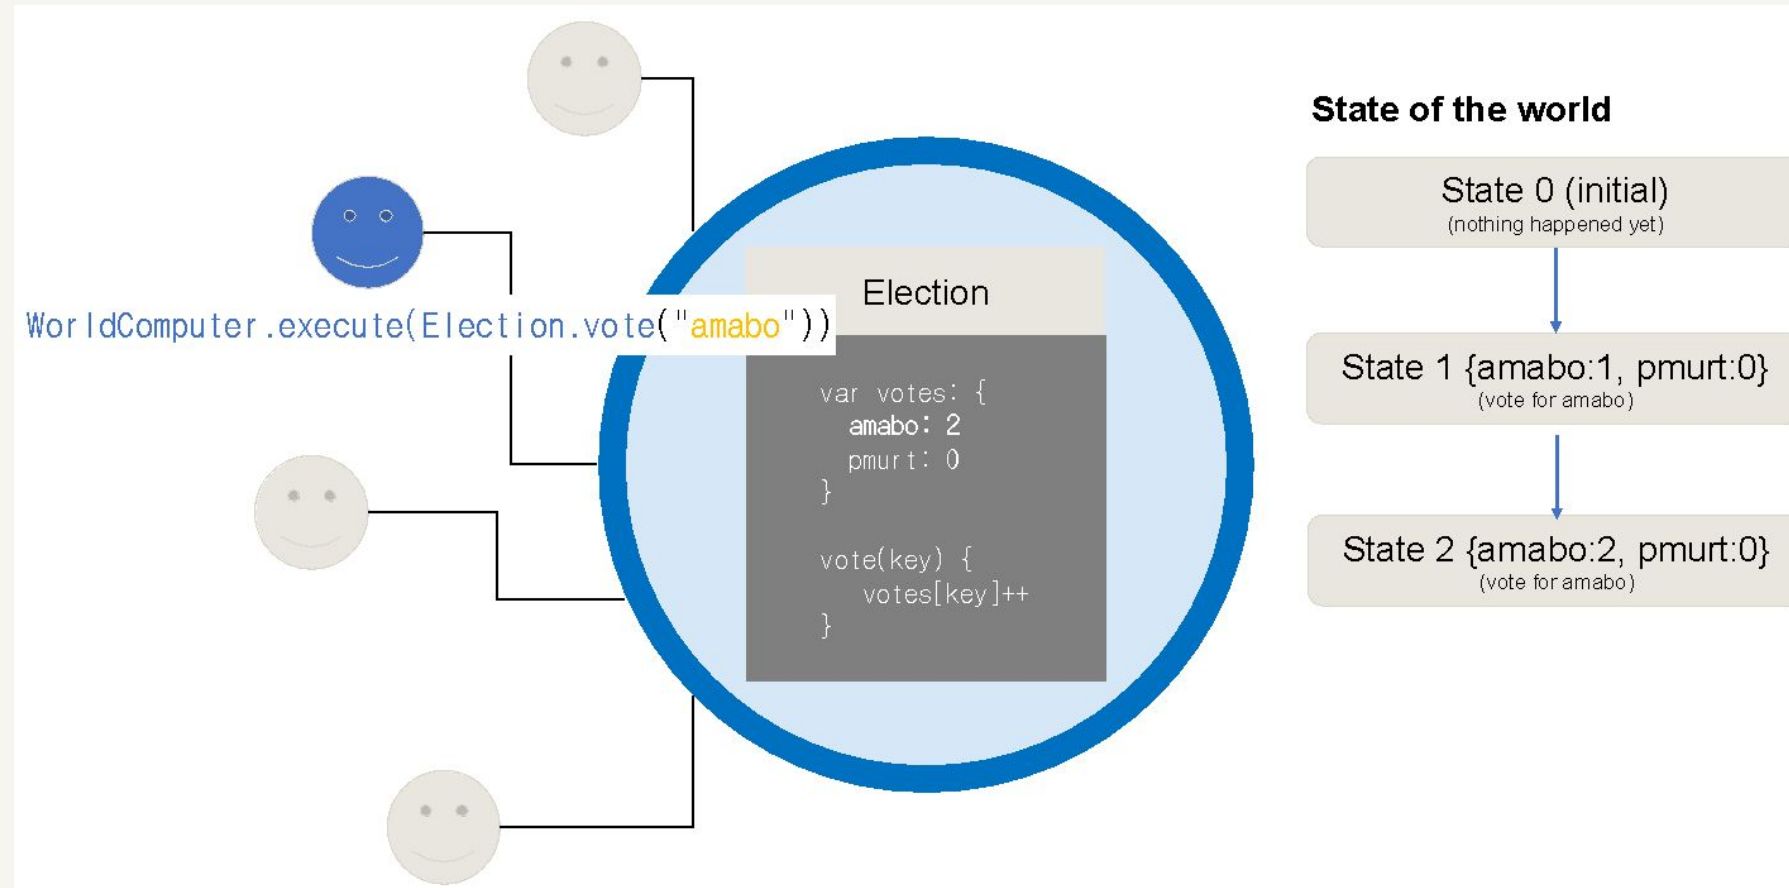 State of the world
State 0 (initial)
(nothing happened yet)
State 1 {amabo:1, pmurt:0}
(vote for amabo)
State 2 {amabo:2, pmurt:0}
(vote for amabo)
Election
WorldComputer.execute(Election.vote("amabo"))
var votes: {
amabo: 2
pmurt: 0
}
vote(key) {
votes[key]++
}